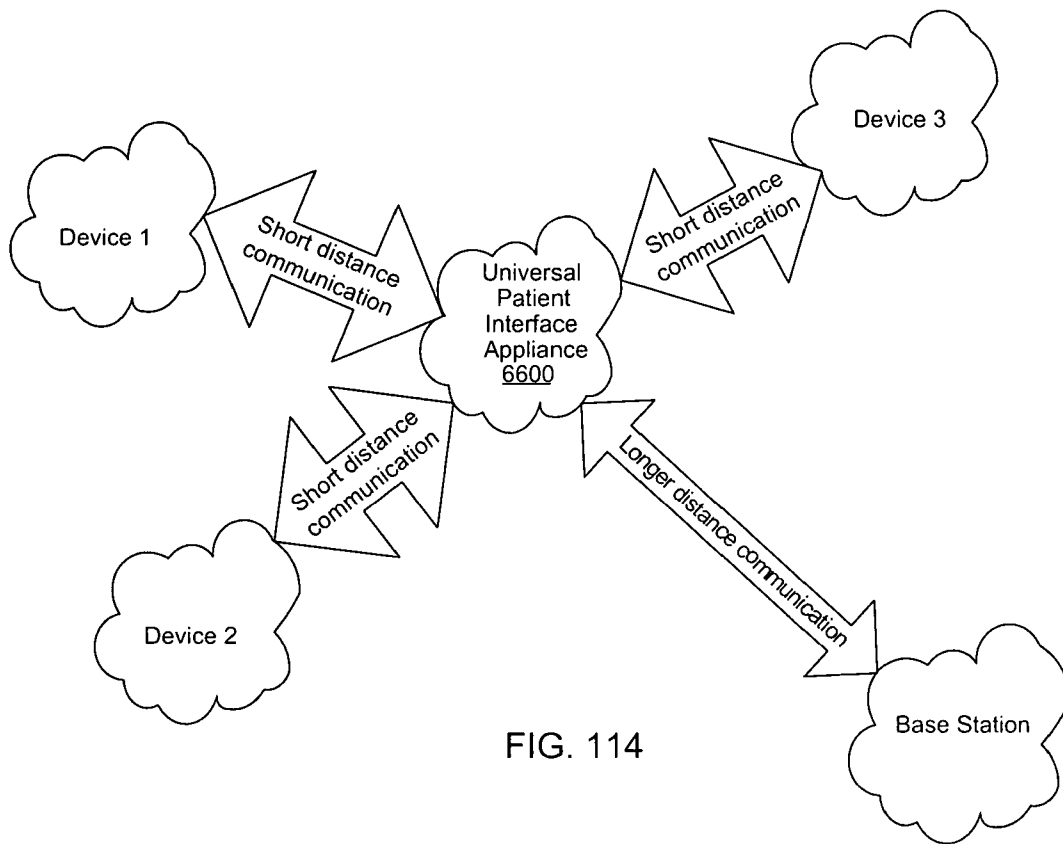 Device 3
Device 1
Short distance
communication
Short distance
communication
Universal
Patient
Interface
Appliance
6600
Short distance
communication
Longer distance communication
Device 2
Base Station
FIG. 114